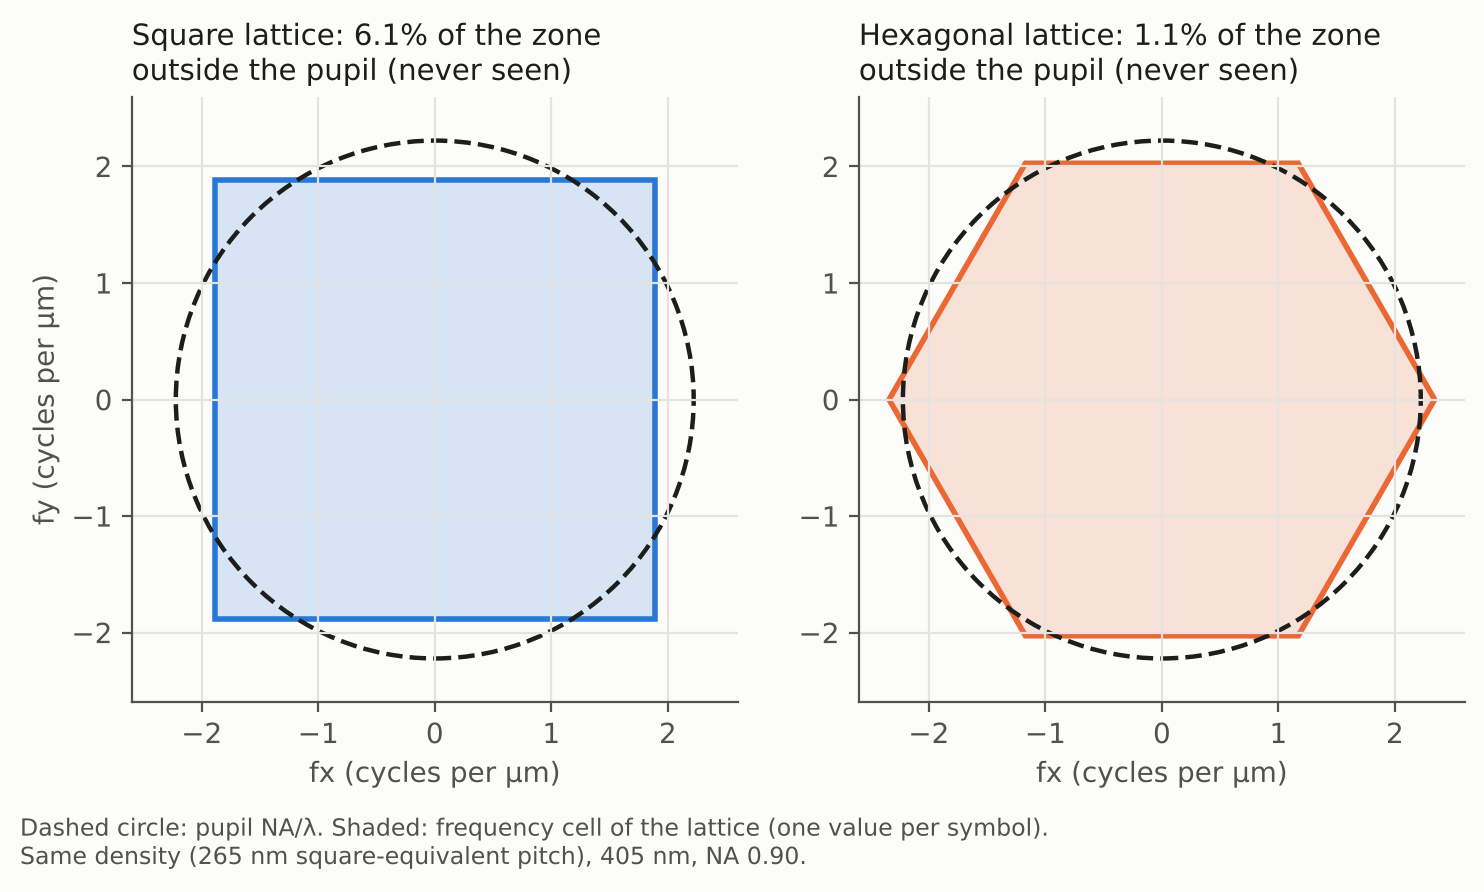 Square lattice: 6.1% of the zone
outside the pupil (never seen)
2
1
0
−1
−2
−2
−1
0
1
2
fy (cycles per µm)
fx (cycles per µm)
Hexagonal lattice: 1.1% of the zone
outside the pupil (never seen)
2
1
0
−1
−2
−2
−1
0
1
2
fx (cycles per µm)
Dashed circle: pupil NA/λ. Shaded: frequency cell of the lattice (one value per symbol).
Same density (265 nm square-equivalent pitch), 405 nm, NA 0.90.